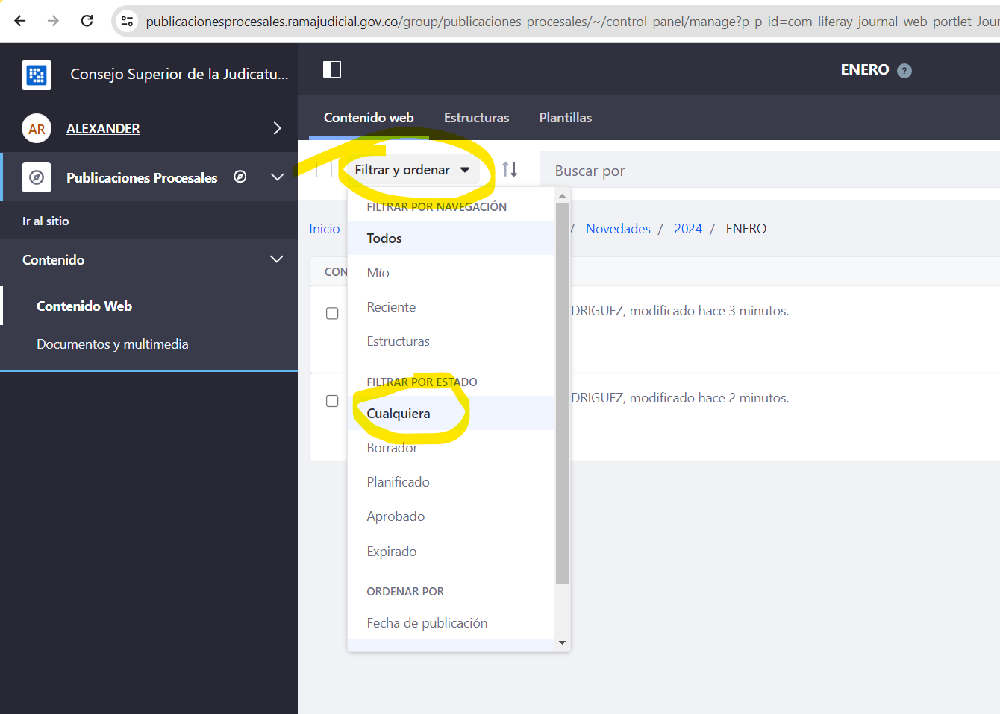 publicacionesprocesales.ramajudicial.gov.co/group/publicaciones-procesales/~/control_panel/manage?p_p_id=com_liferay_journal_web_portlet_Jour
Consejo Superior de la Judicatu...
ENERO ?
AR ALEXANDER
Contenido web Estructuras Plantillas
Publicaciones Procesales
Filtrar y ordenar
Buscar por
FILTRAR POR NAVEGACIÓN
Ir al sitio
Inicio / Novedades / 2024 / ENERO
Todos
Contenido
CON
Mío
Contenido Web
Reciente
DRIGUEZ, modificado hace 3 minutos.
Documentos y multimedia
Estructuras
FILTRAR POR ESTADO
DRIGUEZ, modificado hace 2 minutos.
Cualquiera
Borrador
Planificado
Aprobado
Expirado
ORDENAR POR
Fecha de publicación